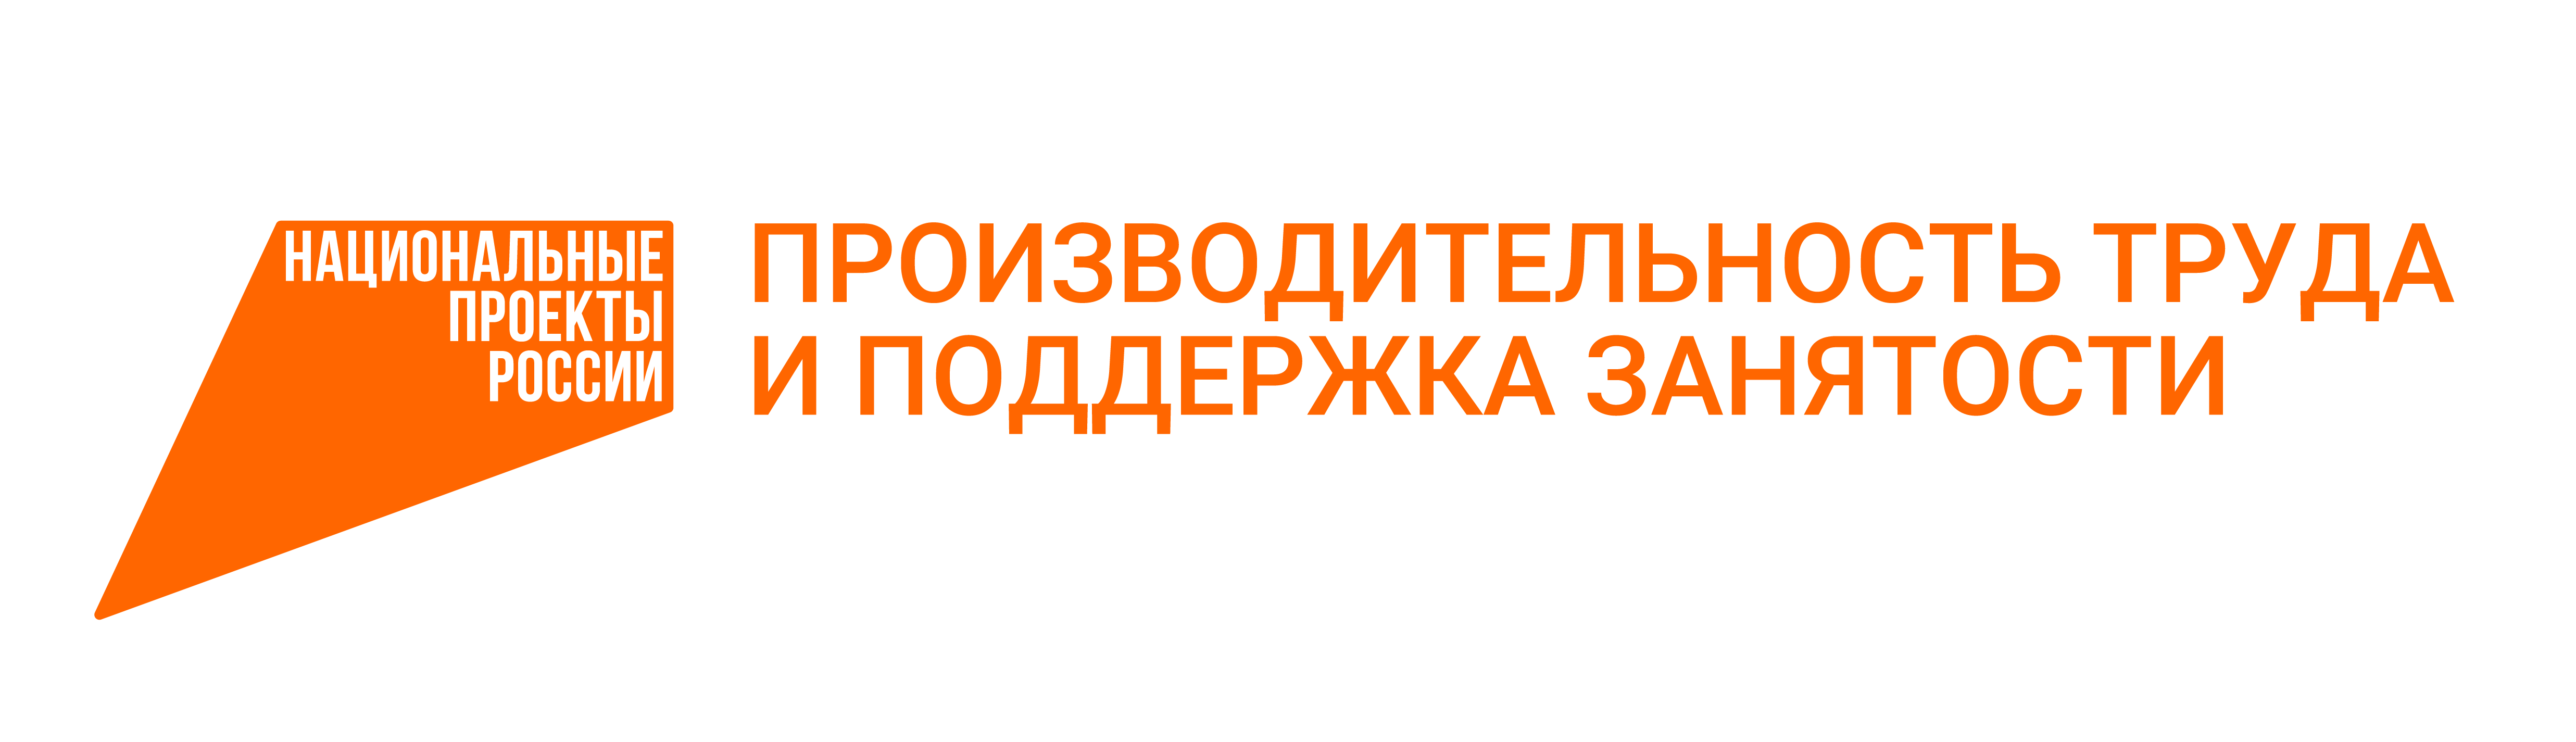 НАЦИОНАЛЬНЫЕ
ПРОЕКТЫ
РОССИИ
ПРОИЗВОДИТЕЛЬНОСТЬ ТРУДА
И ПОДДЕРЖКА ЗАНЯТОСТИ